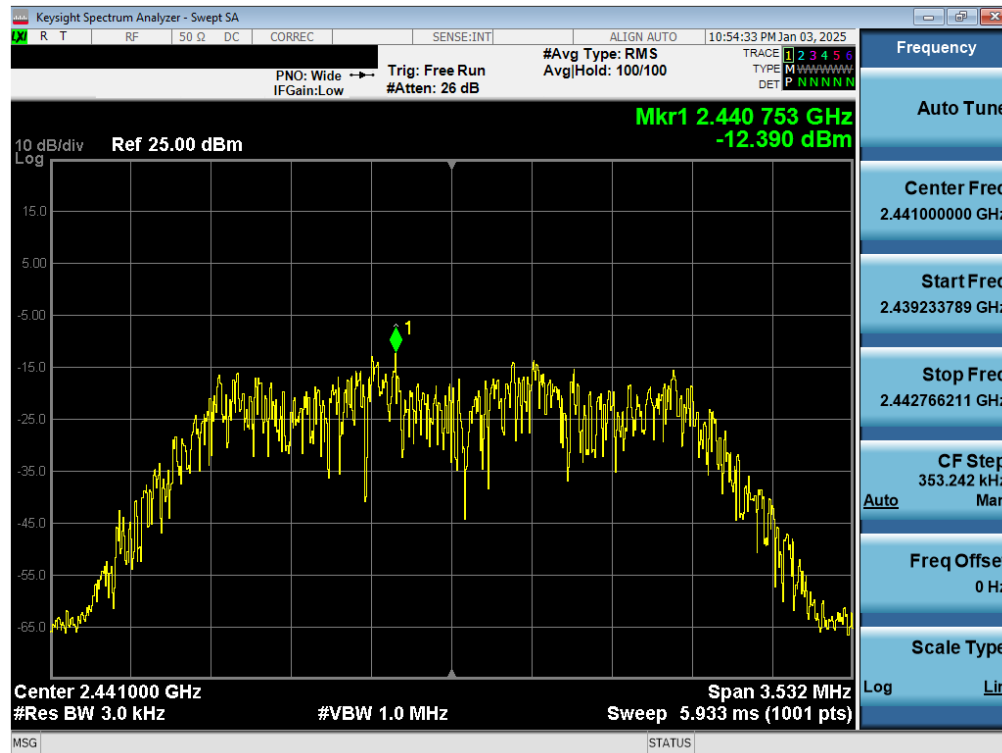 Keysight Spectrum Analyzer - Swept SA
LXI R T RF 50 Ω DC CORREC SENSE:INT ALIGN AUTO 10:54:33 PM Jan 03, 2025
PNO: Wide
IFGain:Low
Trig: Free Run
#Atten: 26 dB
#Avg Type: RMS
Avg|Hold: 100/100
TRACE 1 2 3 4 5 6
TYPE M W W W W W
DET P N N N N N
Mkr1 2.440 753 GHz
-12.390 dBm
10 dB/div Ref 25.00 dBm
Log
15.0
5.00
-5.00
-15.0
-25.0
-35.0
-45.0
-55.0
-65.0
1
Center 2.441000 GHz Span 3.532 MHz
#Res BW 3.0 kHz #VBW 1.0 MHz Sweep 5.933 ms (1001 pts)
MSG STATUS
Frequency
Auto Tune
Center Freq
2.441000000 GHz
Start Freq
2.439233789 GHz
Stop Freq
2.442766211 GHz
CF Step
353.242 kHz
Auto Man
Freq Offset
0 Hz
Scale Type
Log Lin